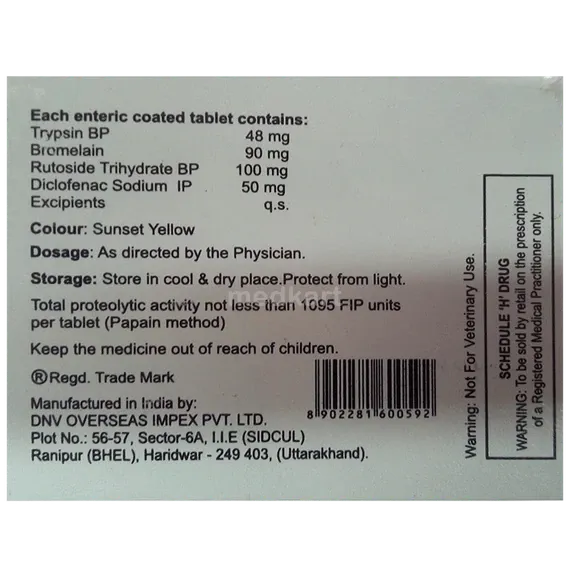 Each enteric coated tablet contains:
Trypsin BP 48 mg
Bromelain 90 mg
Rutoside Trihydrate BP 100 mg
Diclofenac Sodium IP 50 mg
Excipients q.s.
Colour: Sunset Yellow
Dosage: As directed by the Physician.
Storage: Store in cool & dry place.Protect from light.
medkart
Total proteolytic activity not less than 1095 FIP units
per tablet (Papain method)
Keep the medicine out of reach of children.
®Regd. Trade Mark
Manufactured in India by:
DNV OVERSEAS IMPEX PVT. LTD.
Plot No.: 56-57, Sector-6A, I.I.E (SIDCUL)
Ranipur (BHEL), Haridwar - 249 403, (Uttarakhand).
8 902281 600592
Warning: Not For Veterinary Use.
SCHEDULE 'H' DRUG
WARNING: To be sold by retail on the prescription
of a Registered Medical Practitioner only.